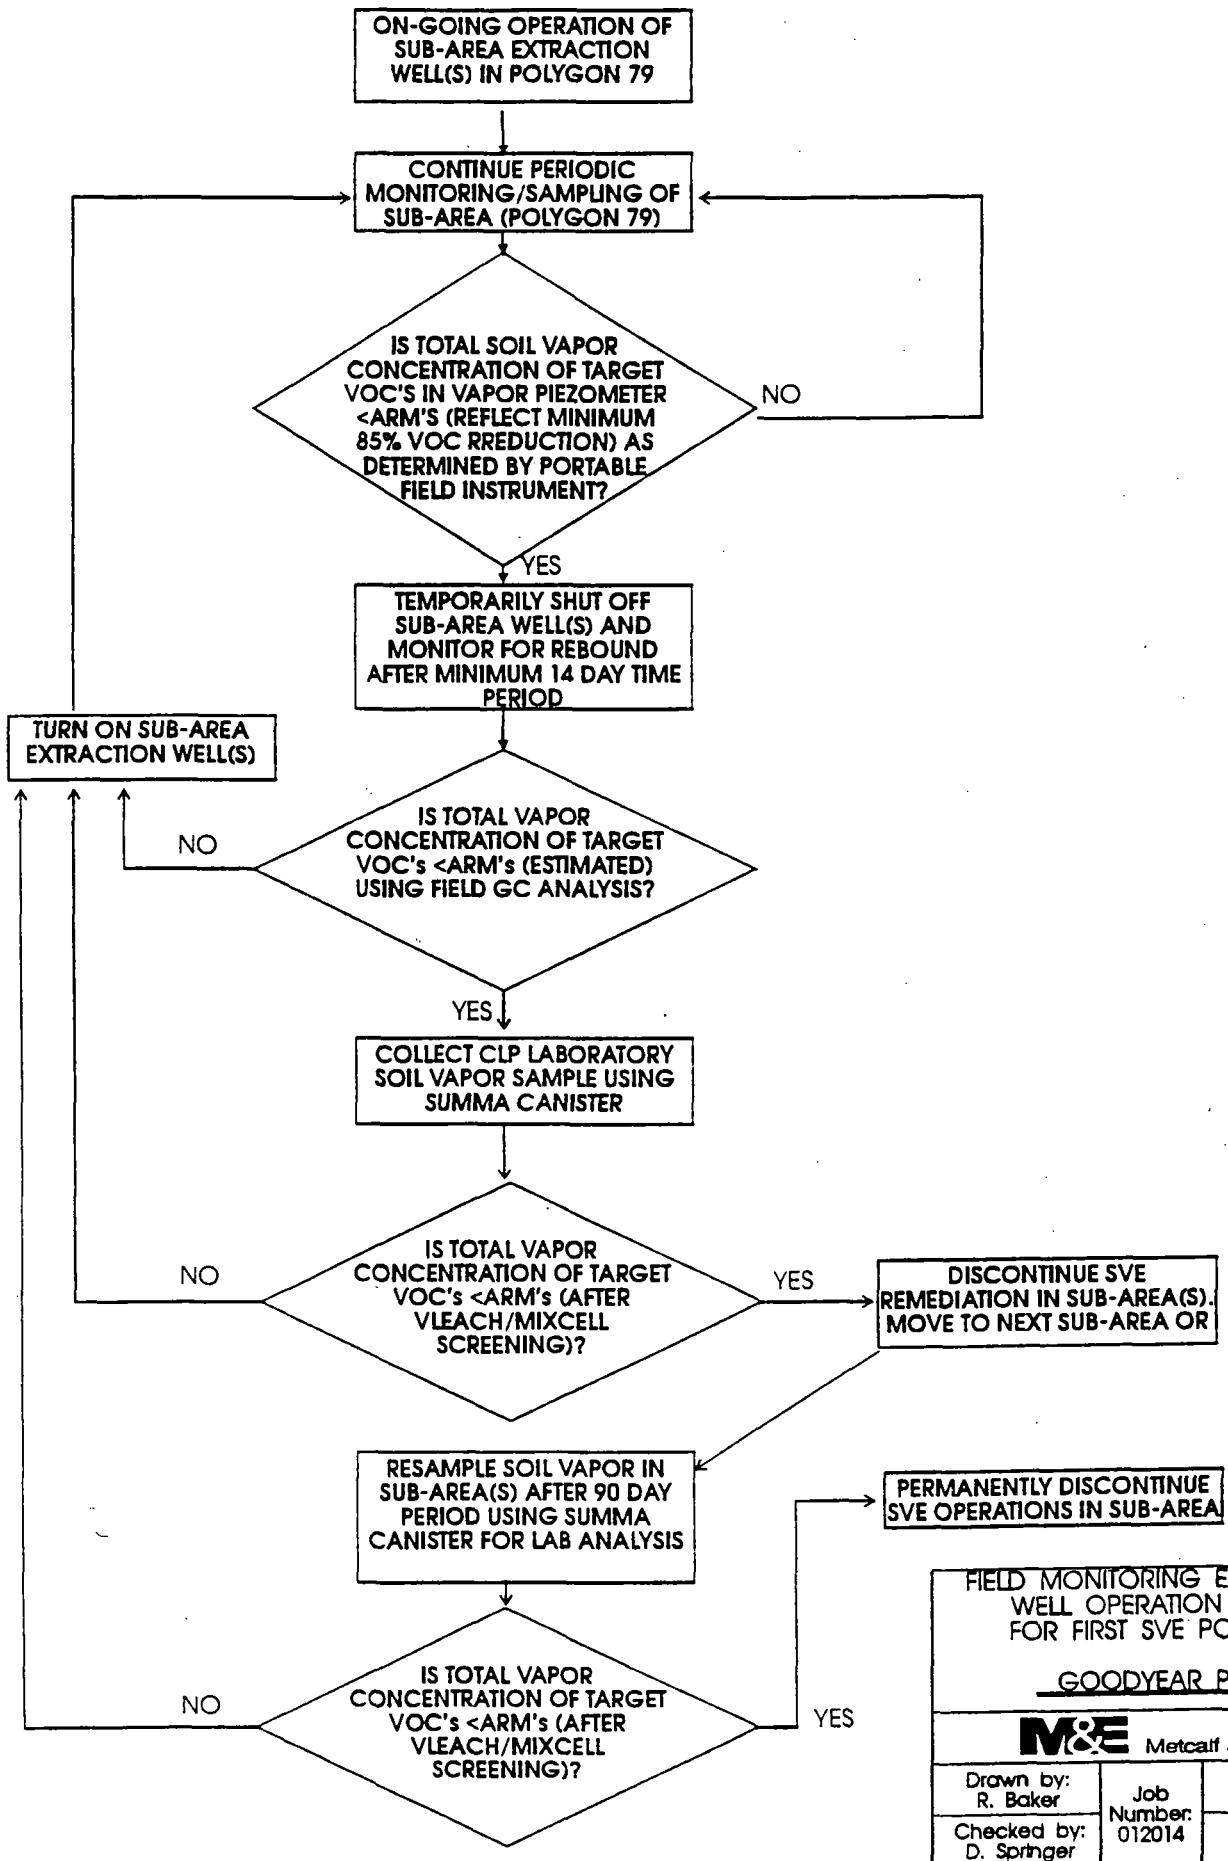 ON-GOING OPERATION OF
SUB-AREA EXTRACTION
WELL(S) IN POLYGON 79
CONTINUE PERIODIC
MONITORING/SAMPLING OF
SUB-AREA (POLYGON 79)
IS TOTAL SOIL VAPOR
CONCENTRATION OF TARGET
VOC'S IN VAPOR PIEZOMETER
<ARM'S (REFLECT MINIMUM
85% VOC RREDUCTION) AS
DETERMINED BY PORTABLE
FIELD INSTRUMENT?
NO
YES
TEMPORARILY SHUT OFF
SUB-AREA WELL(S) AND
MONITOR FOR REBOUND
AFTER MINIMUM 14 DAY TIME
PERIOD
TURN ON SUB-AREA
EXTRACTION WELL(S)
IS TOTAL VAPOR
CONCENTRATION OF TARGET
VOC's <ARM's (ESTIMATED)
USING FIELD GC ANALYSIS?
NO
YES
COLLECT CLP LABORATORY
SOIL VAPOR SAMPLE USING
SUMMA CANISTER
IS TOTAL VAPOR
CONCENTRATION OF TARGET
VOC's <ARM's (AFTER
VLEACH/MIXCELL
SCREENING)?
NO
YES
DISCONTINUE SVE
REMEDIATION IN SUB-AREA(S).
MOVE TO NEXT SUB-AREA OR
RESAMPLE SOIL VAPOR IN
SUB-AREA(S) AFTER 90 DAY
PERIOD USING SUMMA
CANISTER FOR LAB ANALYSIS
PERMANENTLY DISCONTINUE
SVE OPERATIONS IN SUB-AREA
IS TOTAL VAPOR
CONCENTRATION OF TARGET
VOC's <ARM's (AFTER
VLEACH/MIXCELL
SCREENING)?
NO
YES
FIELD MONITORING
WELL OPERATION
FOR FIRST SVE
GOODYEAR
M&E Metcalf
Drawn by:
R. Baker
Job
Number:
012014
Checked by:
D. Springer